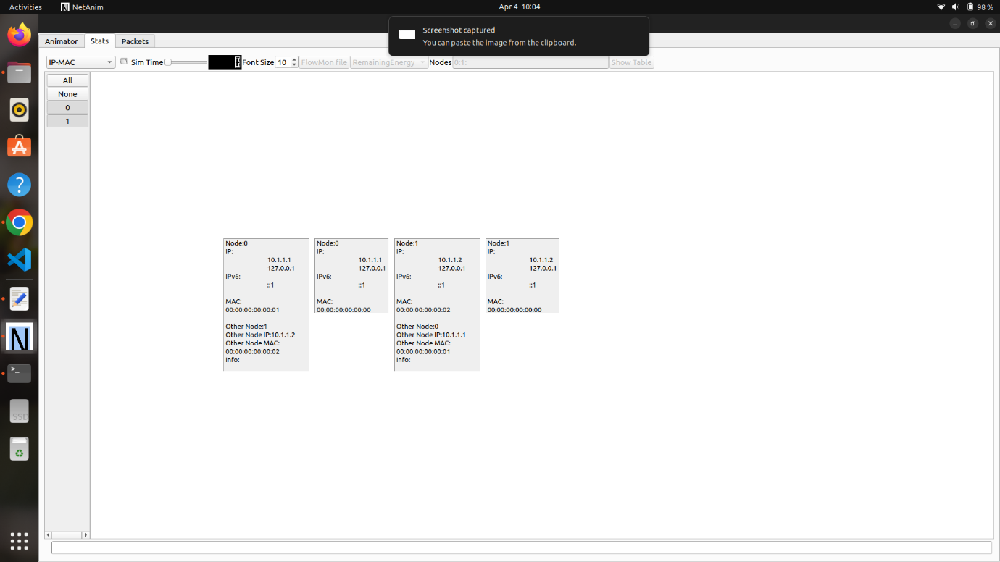 Activities NetAnim Apr 4 10:04 98 %
Screenshot captured
You can paste the image from the clipboard.
Animator Stats Packets
IP-MAC Sim Time Font Size 10 FlowMon file RemainingEnergy Nodes 0:1: Show Table
All
None
0
1
Node:0
IP:
10.1.1.1
127.0.0.1
IPv6:
::1
MAC:
00:00:00:00:00:01
Other Node:1
Other Node IP:10.1.1.2
Other Node MAC:
00:00:00:00:00:02
Info:
Node:0
IP:
10.1.1.1
127.0.0.1
IPv6:
::1
MAC:
00:00:00:00:00:00
Node:1
IP:
10.1.1.2
127.0.0.1
IPv6:
::1
MAC:
00:00:00:00:00:02
Other Node:0
Other Node IP:10.1.1.1
Other Node MAC:
00:00:00:00:00:01
Info:
Node:1
IP:
10.1.1.2
127.0.0.1
IPv6:
::1
MAC:
00:00:00:00:00:00
SSD